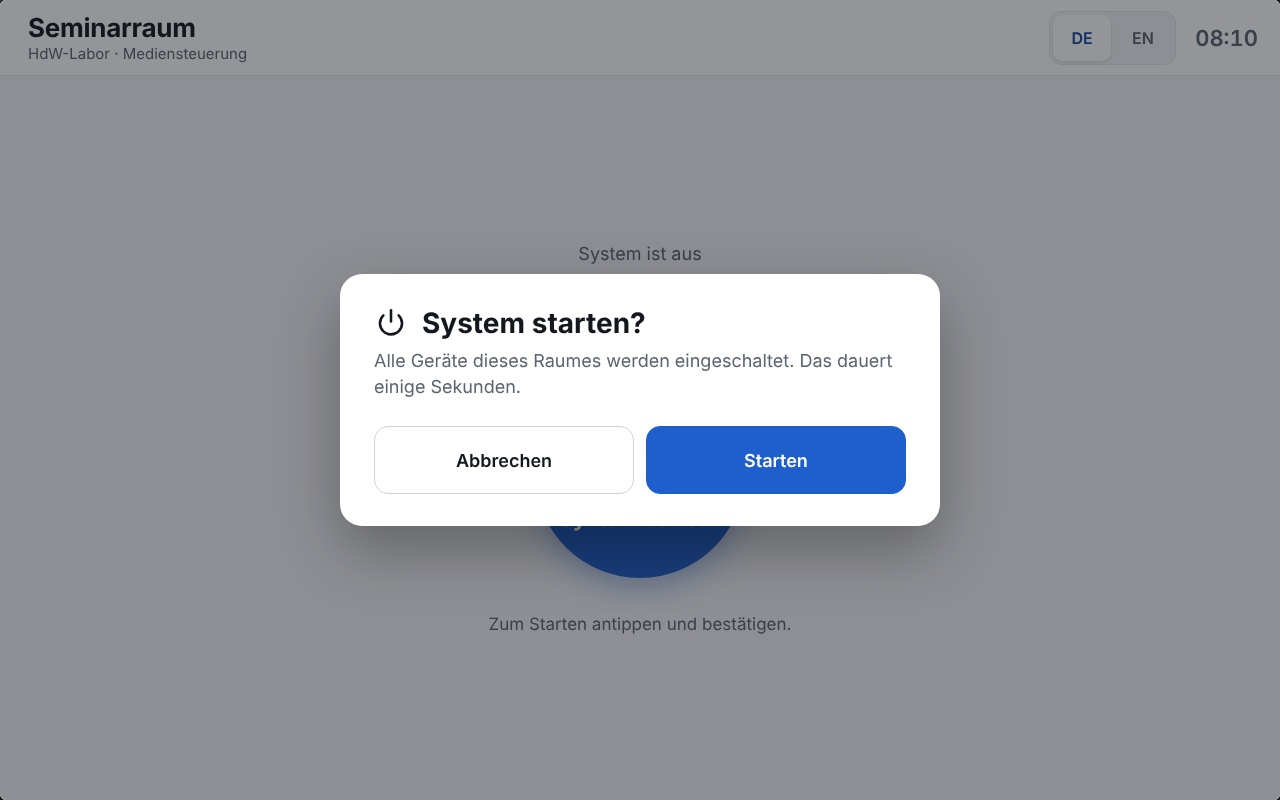 Seminarraum
HdW-Labor · Mediensteuerung
DE
EN
08:10
System ist aus
System starten?
Alle Geräte dieses Raumes werden eingeschaltet. Das dauert
einige Sekunden.
Abbrechen
Starten
Zum Starten antippen und bestätigen.